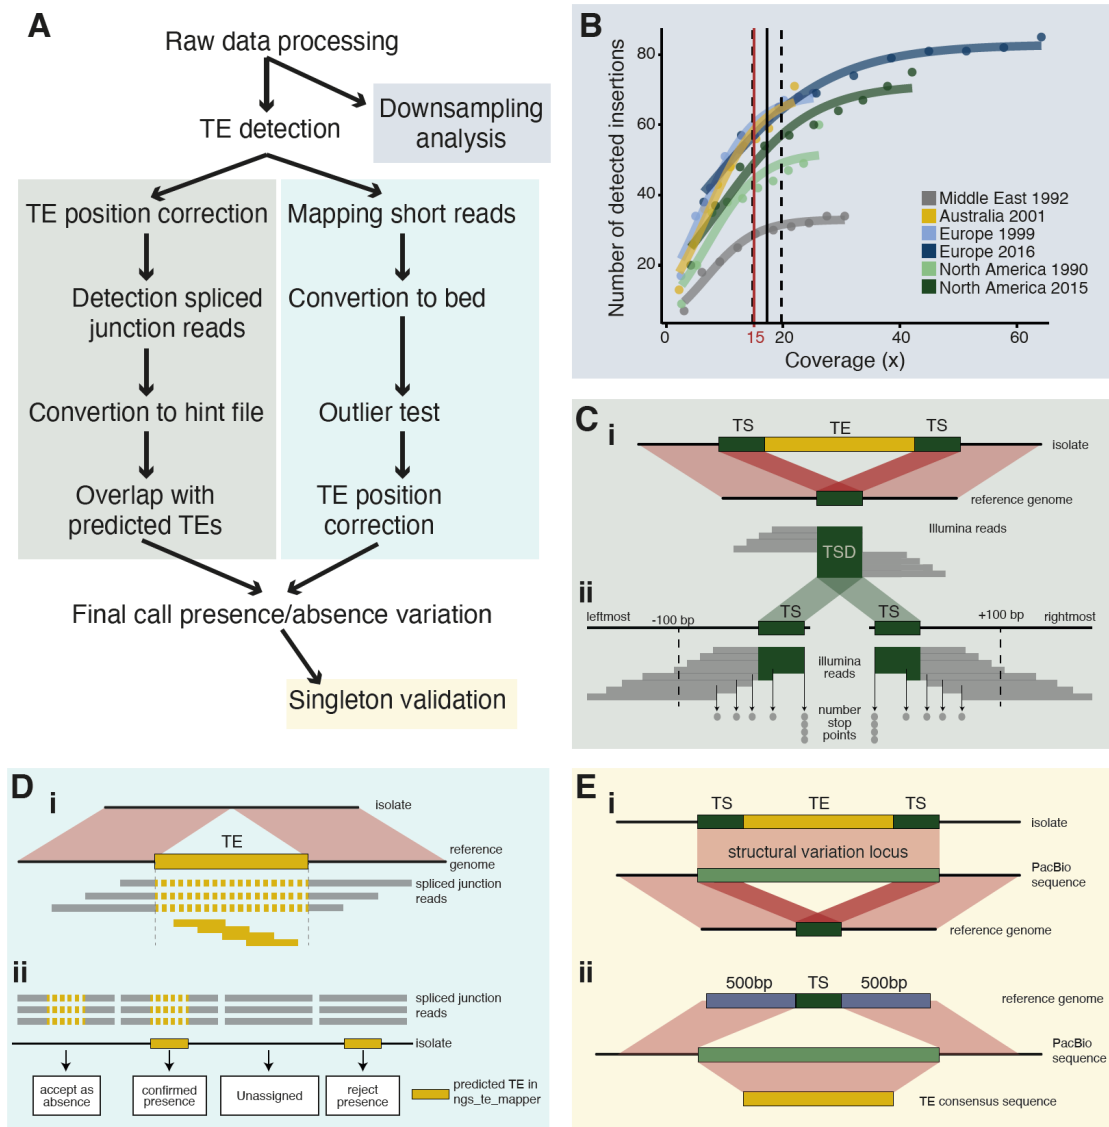 A
Raw data processing
Downsampling
analysis
TE detection
TE position correction
Mapping short reads
Detection spliced
junction reads
Convertion to bed
Convertion to hint file
Outlier test
Overlap with
predicted TEs
TE position
correction
Final call presence/absence variation
Singleton validation
B
Number of detected insertions
80
60
40
20
0
15
20
40
60
Coverage (x)
Middle East 1992
Australia 2001
Europe 1999
Europe 2016
North America 1990
North America 2015
C
i
TS
TE
TS
isolate
reference genome
Illumina reads
TSD
ii
leftmost
-100 bp
TS
TS
+100 bp
rightmost
illumina
reads
number
stop
points
D
i
isolate
TE
reference
genome
spliced junction
reads
ii
spliced junction
reads
isolate
accept as
absence
confirmed
presence
Unassigned
reject
presence
predicted TE in
ngs_te_mapper
E
i
TS
TE
TS
isolate
structural variation locus
PacBio
sequence
reference genome
ii
500bp
TS
500bp
reference genome
PacBio
sequence
TE consensus sequence